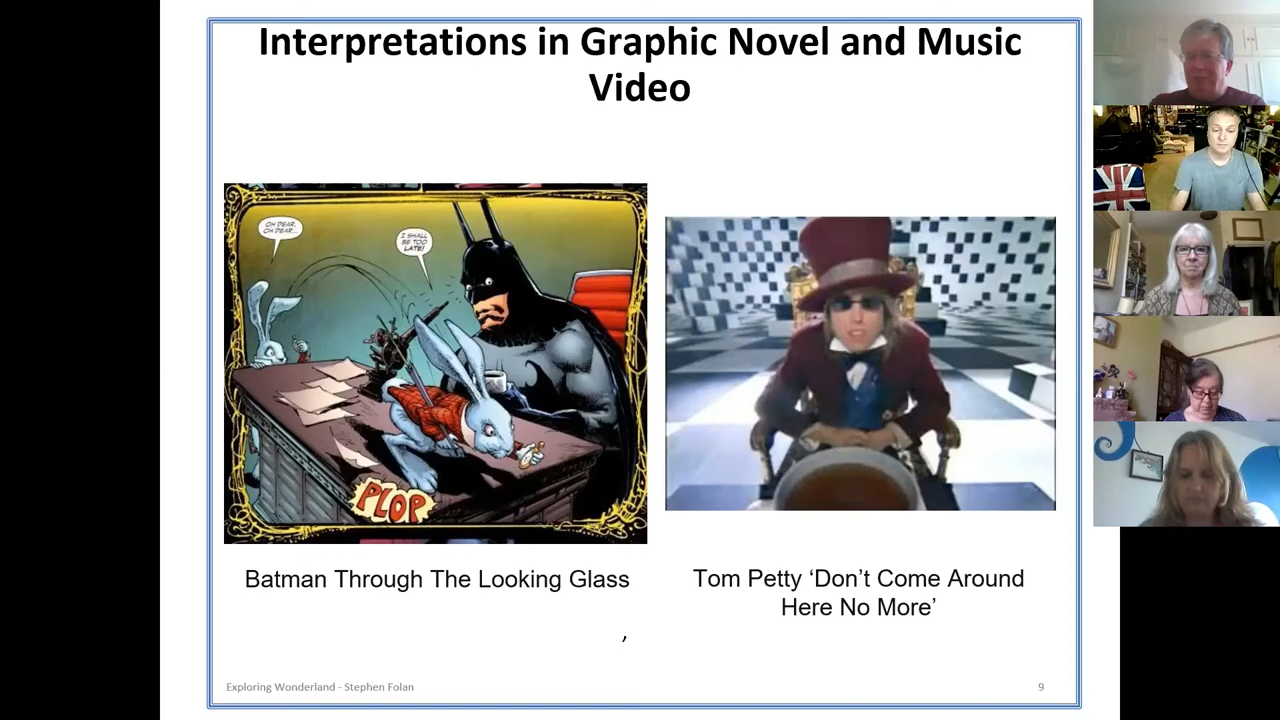 Interpretations in Graphic Novel and Music
Video
OH DEAR,
OH DEAR...
I SHALL
BE TOO
LATE!
PLOP
Batman Through The Looking Glass
Tom Petty ‘Don’t Come Around
Here No More’
,
Exploring Wonderland - Stephen Folan
9